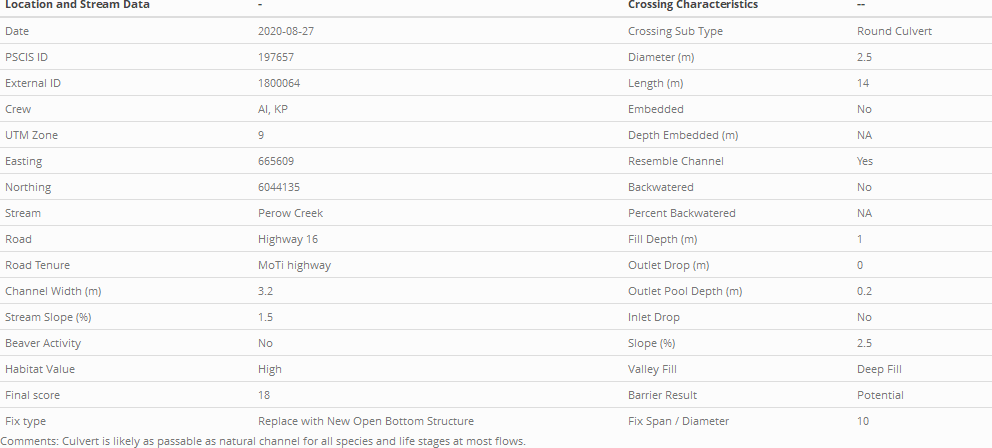 Location and Stream Data - Crossing Characteristics --
Date 2020-08-27 Crossing Sub Type Round Culvert
PSCIS ID 197657 Diameter (m) 2.5
External ID 1800064 Length (m) 14
Crew AI, KP Embedded No
UTM Zone 9 Depth Embedded (m) NA
Easting 665609 Resemble Channel Yes
Northing 6044135 Backwatered No
Stream Perow Creek Percent Backwatered NA
Road Highway 16 Fill Depth (m) 1
Road Tenure MoTi highway Outlet Drop (m) 0
Channel Width (m) 3.2 Outlet Pool Depth (m) 0.2
Stream Slope (%) 1.5 Inlet Drop No
Beaver Activity No Slope (%) 2.5
Habitat Value High Valley Fill Deep Fill
Final score 18 Barrier Result Potential
Fix type Replace with New Open Bottom Structure Fix Span / Diameter 10
Comments: Culvert is likely as passable as natural channel for all species and life stages at most flows.